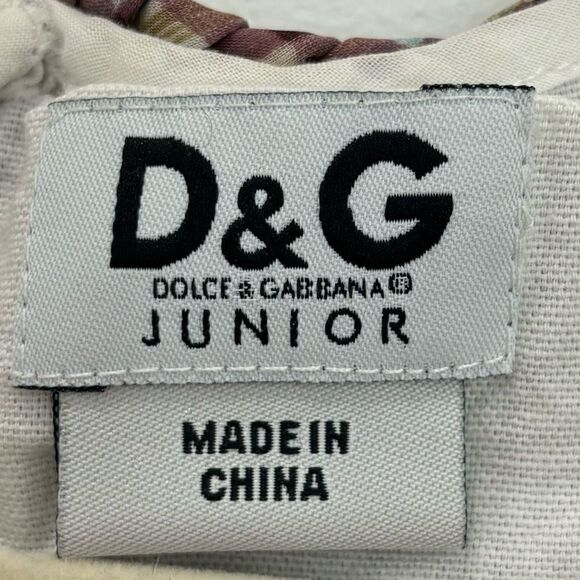 D&G
DOLCE & GABBANA®
JUNIOR
MADE IN
CHINA